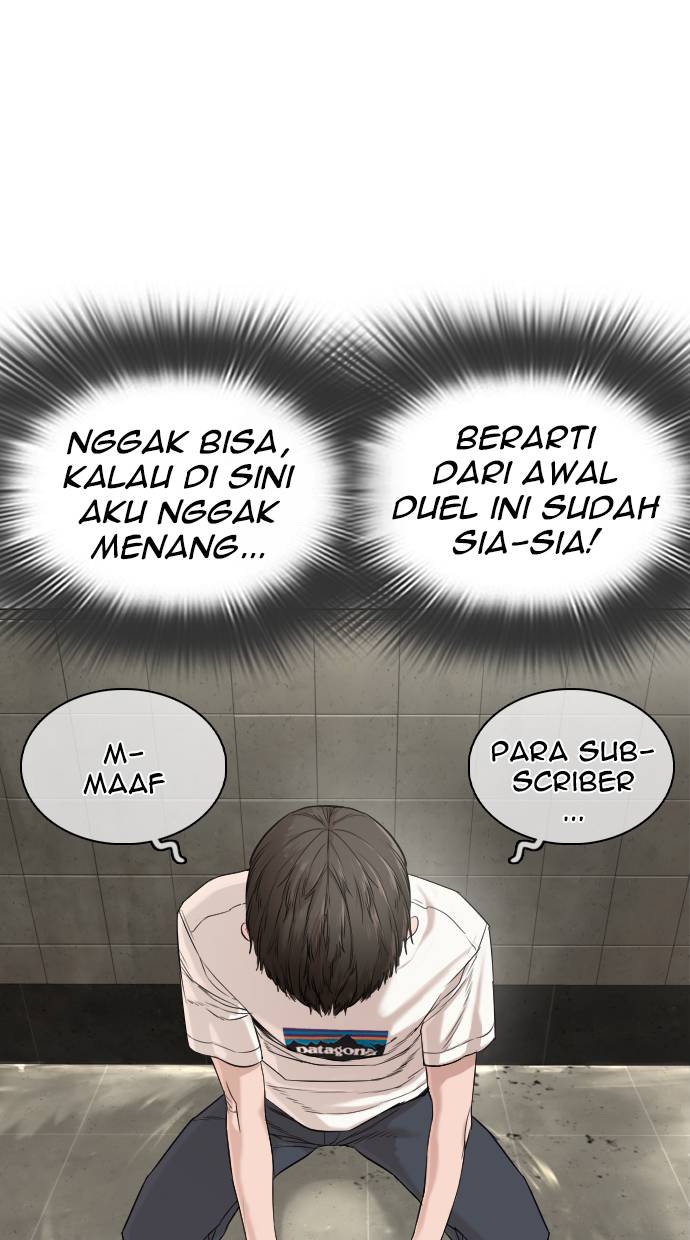 NGGAK BISA,
KALAU DI SINI
AKU NGGAK
MENANG...
BERARTI
DARI AWAL
DUEL INI SUDAH
SIA-SIA!
M-
MAAF
PARA SUB-
SCRIBER
...
patagonia